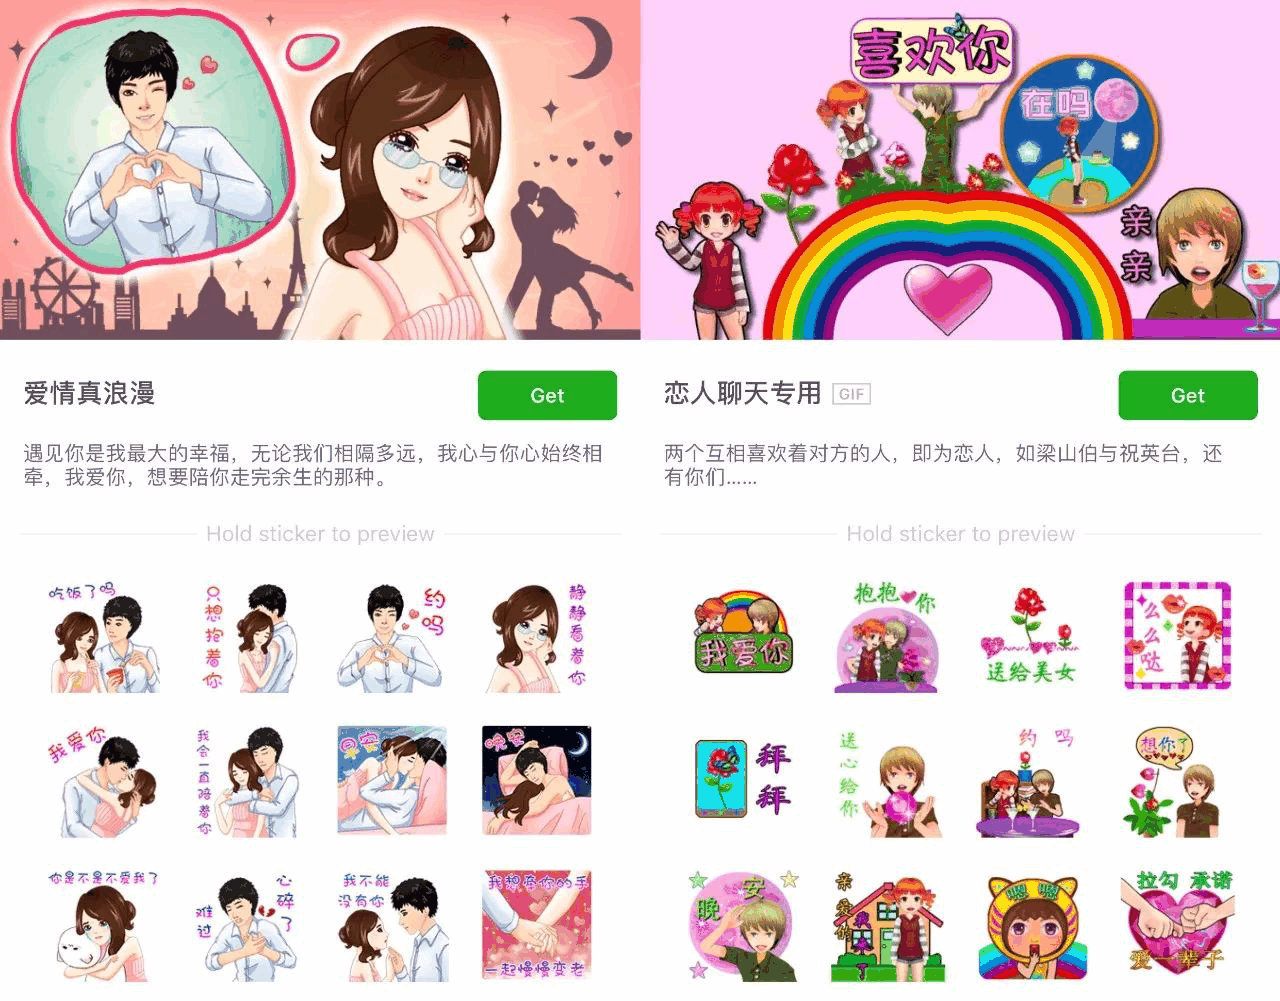 爱情真浪漫
Get
遇见你是我最大的幸福，无论我们相隔多远，我心与你心始终相
牵，我爱你，想要陪你走完余生的那种。
Hold sticker to preview
吃饭了吗
只想抱着你
约吗
静静看着你
我爱你
我会一直陪着你
早安
晚安
你是不是不爱我了
难过
心碎了
我不能
没有你
我想牵你的手
一起慢慢变老
喜欢你
在吗
亲亲
恋人聊天专用 GIF
Get
两个互相喜欢着对方的人，即为恋人，如梁山伯与祝英台，还
有你们......
Hold sticker to preview
我爱你
抱抱你
送给美女
么么哒
拜拜
送心给你
约吗
想你了
晚安
亲爱的
我来了
嗯嗯
拉勾 承诺
爱一辈子